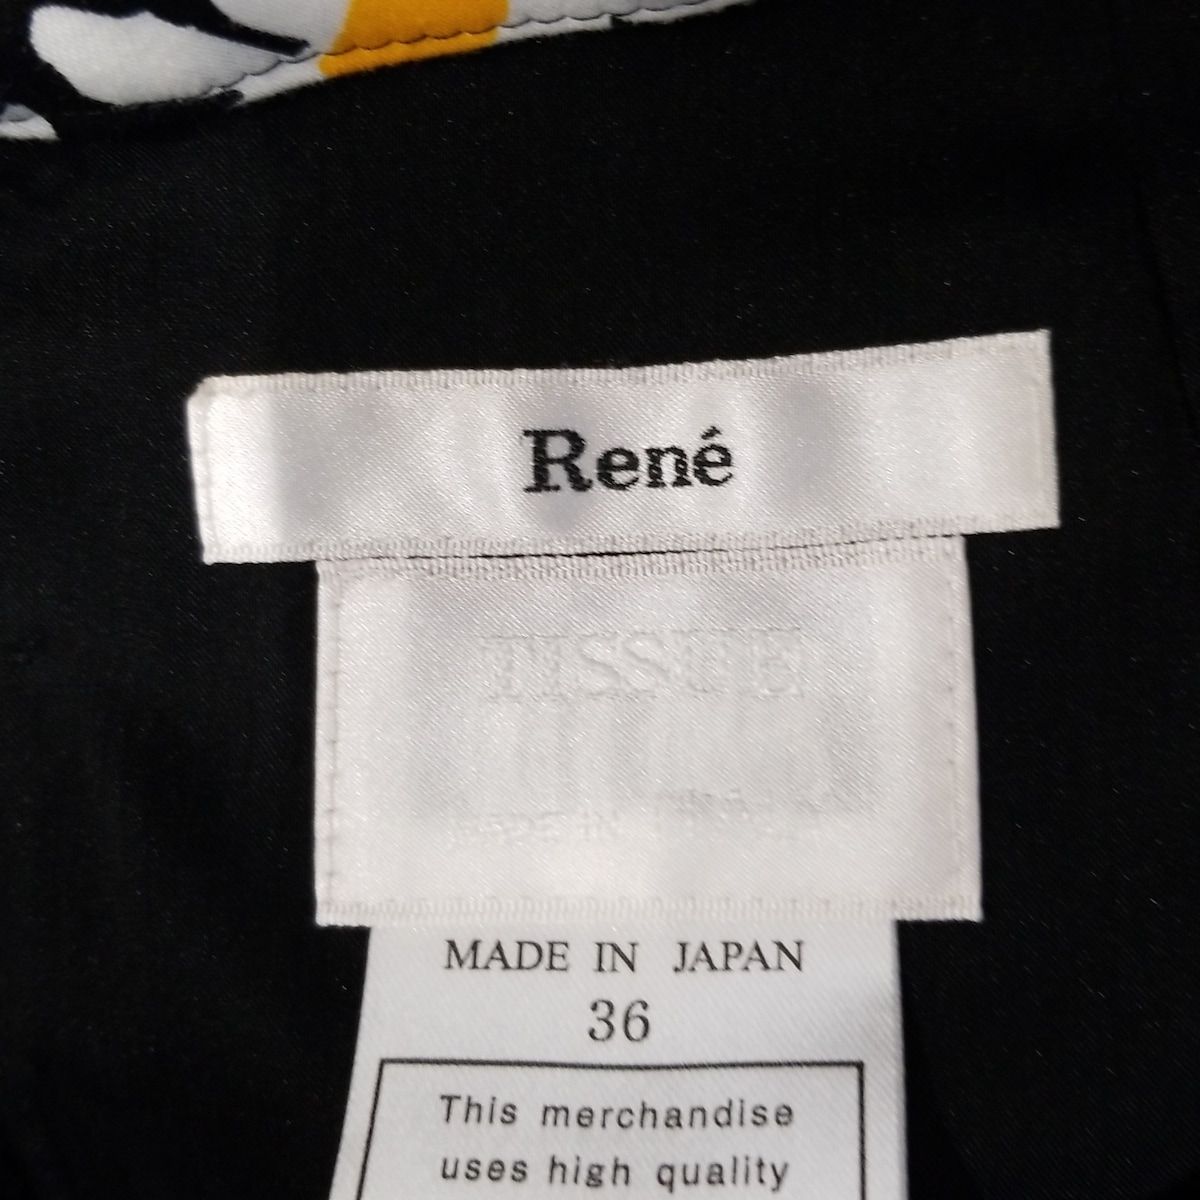 René
TISSUE
MADE IN JAPAN
36
This merchandise
uses high quality